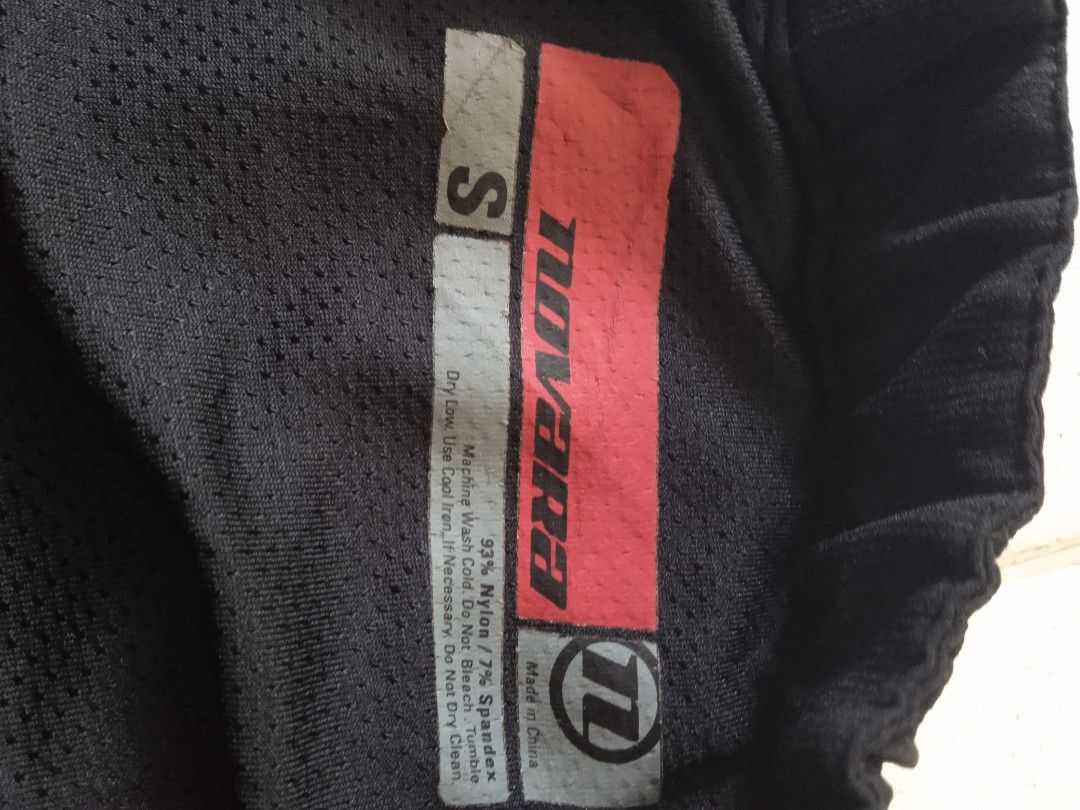 novara
n
Made in China
S
93% Nylon / 7% Spandex
Machine Wash Cold. Do Not Bleach. Tumble
Dry Low. Use Cool Iron, If Necessary. Do Not Dry Clean.